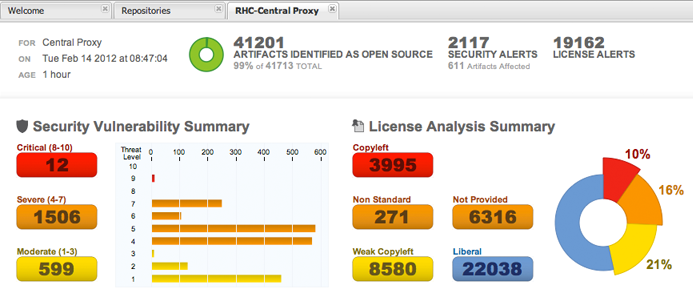 Welcome
Repositories
RHC-Central Proxy
FOR Central Proxy
ON Tue Feb 14 2012 at 08:47:04
AGE 1 hour
41201
ARTIFACTS IDENTIFIED AS OPEN SOURCE
99% of 41713 TOTAL
2117
SECURITY ALERTS
611 Artifacts Affected
19162
LICENSE ALERTS
Security Vulnerability Summary
Critical (8-10)
12
Severe (4-7)
1506
Moderate (1-3)
599
Threat
Level
0 100 200 300 400 500 600
10
9
8
7
6
5
4
3
2
1
License Analysis Summary
Copyleft
3995
Non Standard
271
Not Provided
6316
Weak Copyleft
8580
Liberal
22038
10%
16%
21%